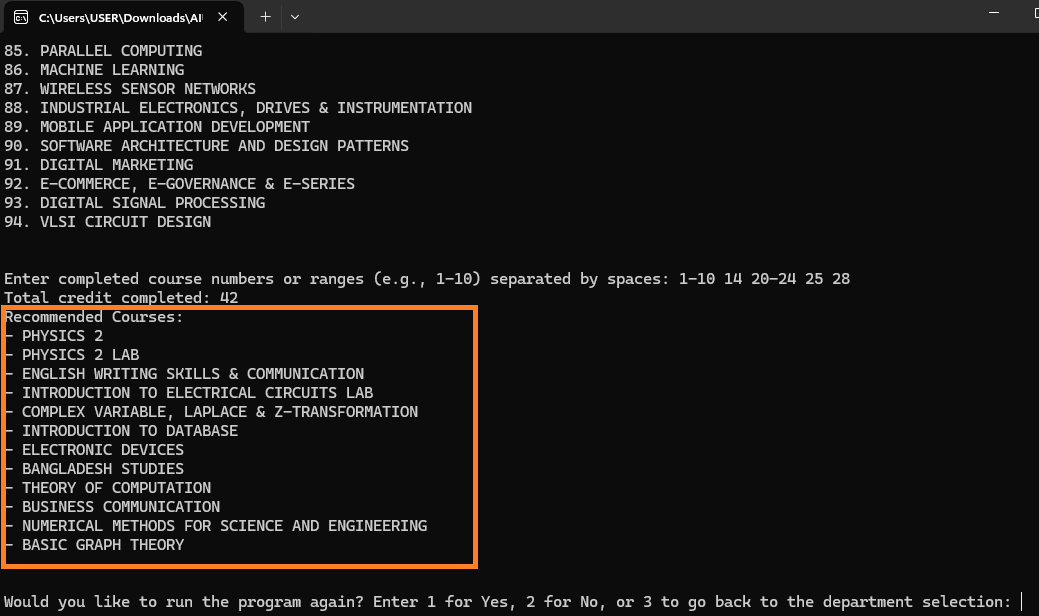 C:\Users\USER\Downloads\AI
85. PARALLEL COMPUTING
86. MACHINE LEARNING
87. WIRELESS SENSOR NETWORKS
88. INDUSTRIAL ELECTRONICS, DRIVES & INSTRUMENTATION
89. MOBILE APPLICATION DEVELOPMENT
90. SOFTWARE ARCHITECTURE AND DESIGN PATTERNS
91. DIGITAL MARKETING
92. E-COMMERCE, E-GOVERNANCE & E-SERIES
93. DIGITAL SIGNAL PROCESSING
94. VLSI CIRCUIT DESIGN
Enter completed course numbers or ranges (e.g., 1-10) separated by spaces: 1-10 14 20-24 25 28
Total credit completed: 42
Recommended Courses:
- PHYSICS 2
- PHYSICS 2 LAB
- ENGLISH WRITING SKILLS & COMMUNICATION
- INTRODUCTION TO ELECTRICAL CIRCUITS LAB
- COMPLEX VARIABLE, LAPLACE & Z-TRANSFORMATION
- INTRODUCTION TO DATABASE
- ELECTRONIC DEVICES
- BANGLADESH STUDIES
- THEORY OF COMPUTATION
- BUSINESS COMMUNICATION
- NUMERICAL METHODS FOR SCIENCE AND ENGINEERING
- BASIC GRAPH THEORY
Would you like to run the program again? Enter 1 for Yes, 2 for No, or 3 to go back to the department selection: